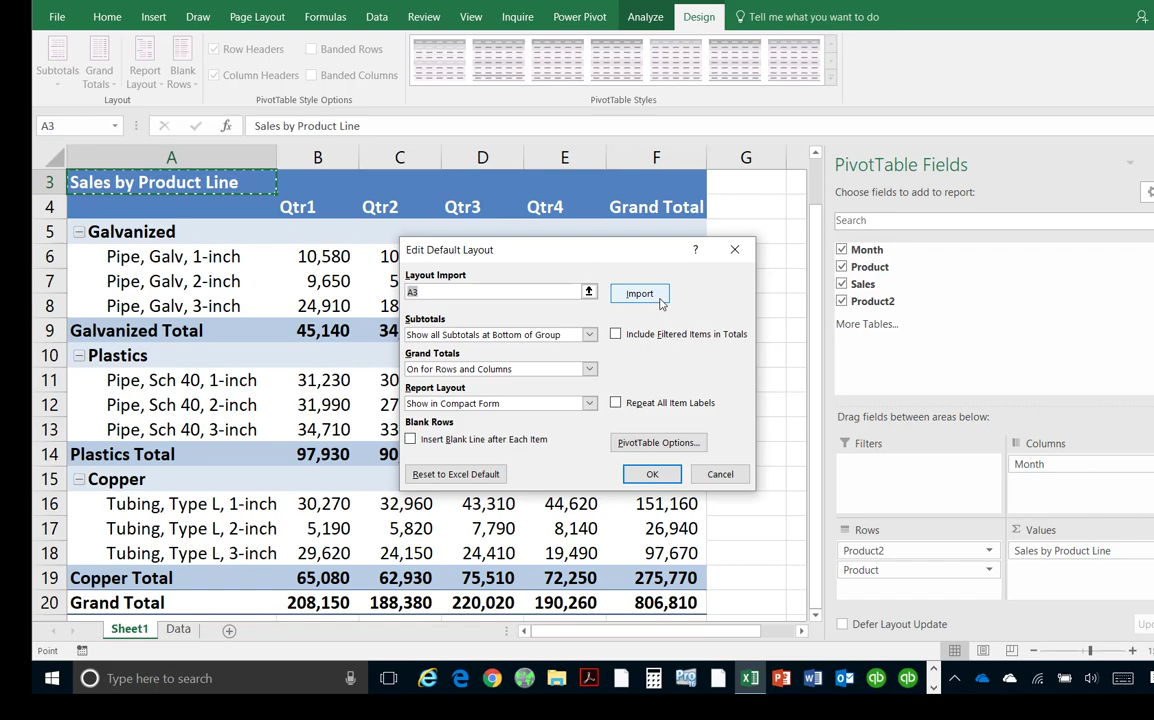 File Home Insert Draw Page Layout Formulas Data Review View Inquire Power Pivot Analyze Design Tell me what you want to do
Subtotals Grand Totals Report Layout Blank Rows
Row Headers Banded Rows
Column Headers Banded Columns
Layout PivotTable Style Options PivotTable Styles
A3 fx Sales by Product Line
A B C D E F G
3 Sales by Product Line
4 Qtr1 Qtr2 Qtr3 Qtr4 Grand Total
5 Galvanized
6 Pipe, Galv, 1-inch 10,580 10
7 Pipe, Galv, 2-inch 9,650 5
8 Pipe, Galv, 3-inch 24,910 18
9 Galvanized Total 45,140 34
10 Plastics
11 Pipe, Sch 40, 1-inch 31,230 30
12 Pipe, Sch 40, 2-inch 31,990 27
13 Pipe, Sch 40, 3-inch 34,710 33
14 Plastics Total 97,930 90
15 Copper
16 Tubing, Type L, 1-inch 30,270 32,960 43,310 44,620 151,160
17 Tubing, Type L, 2-inch 5,190 5,820 7,790 8,140 26,940
18 Tubing, Type L, 3-inch 29,620 24,150 24,410 19,490 97,670
19 Copper Total 65,080 62,930 75,510 72,250 275,770
20 Grand Total 208,150 188,380 220,020 190,260 806,810
Edit Default Layout ?
Layout Import
A3 Import
Subtotals
Show all Subtotals at Bottom of Group Include Filtered Items in Totals
Grand Totals
On for Rows and Columns
Report Layout
Show in Compact Form Repeat All Item Labels
Blank Rows
Insert Blank Line after Each Item PivotTable Options...
Reset to Excel Default OK Cancel
PivotTable Fields
Choose fields to add to report:
Search
Month
Product
Sales
Product2
More Tables...
Drag fields between areas below:
Filters Columns
Month
Rows Σ Values
Product2 Sales by Product Line
Product
Defer Layout Update
Sheet1 Data
Point
Type here to search